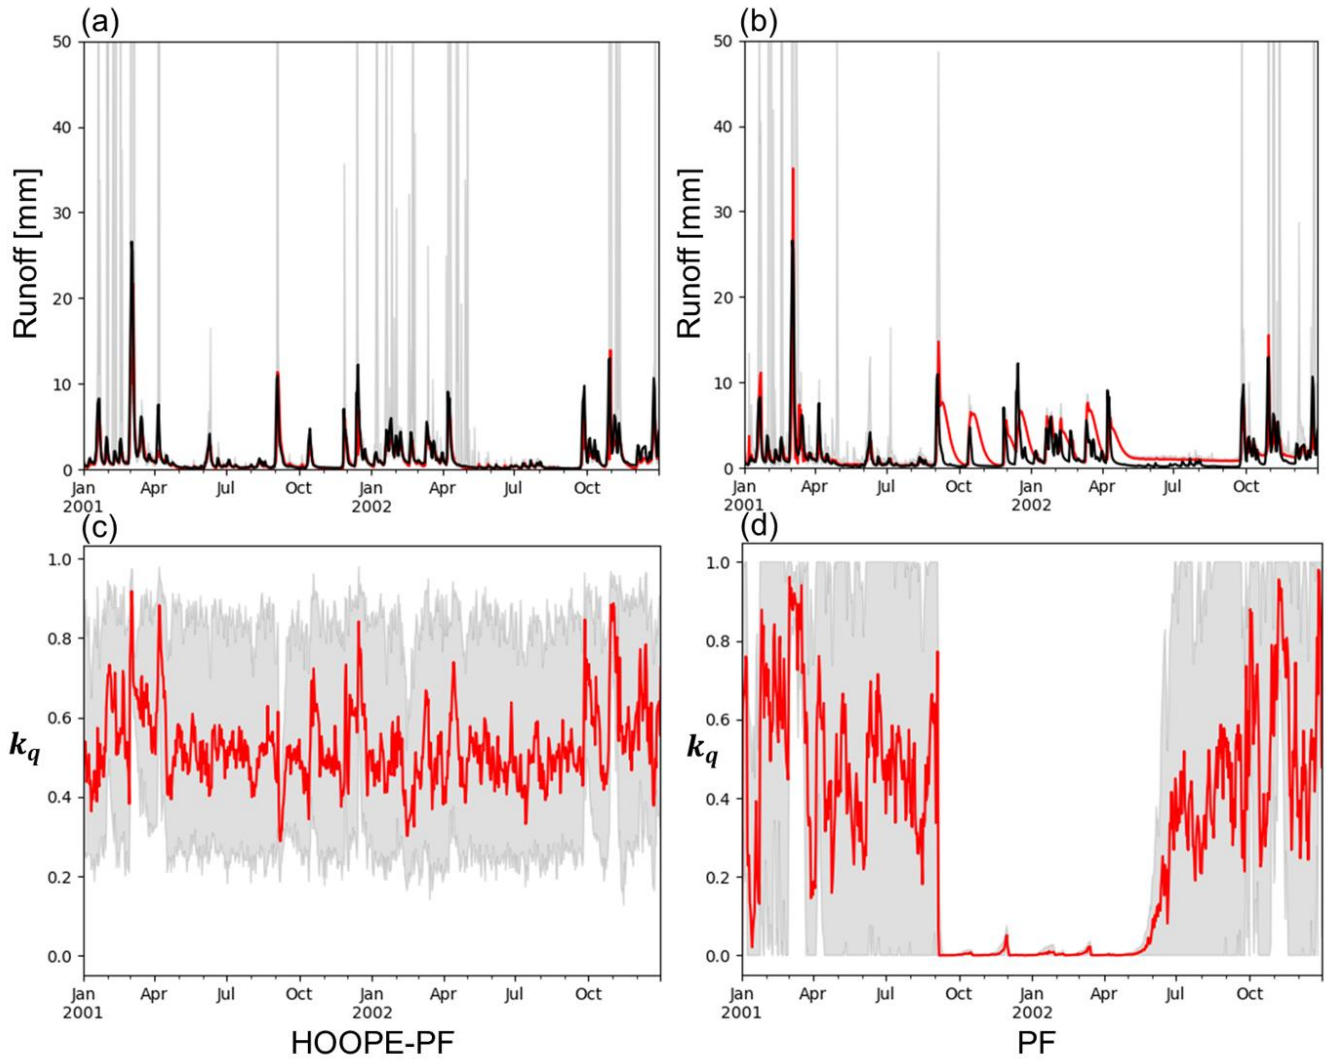 (a)
Runoff [mm]
50
40
30
20
10
0
Jan
2001
Apr
Jul
Oct
Jan
2002
Apr
Jul
Oct
(b)
Runoff [mm]
50
40
30
20
10
0
Jan
2001
Apr
Jul
Oct
Jan
2002
Apr
Jul
Oct
(c)
k_q
1.0
0.8
0.6
0.4
0.2
0.0
Jan
2001
Apr
Jul
Oct
Jan
2002
Apr
Jul
Oct
HOOPE-PF
(d)
k_q
1.0
0.8
0.6
0.4
0.2
0.0
Jan
2001
Apr
Jul
Oct
Jan
2002
Apr
Jul
Oct
PF